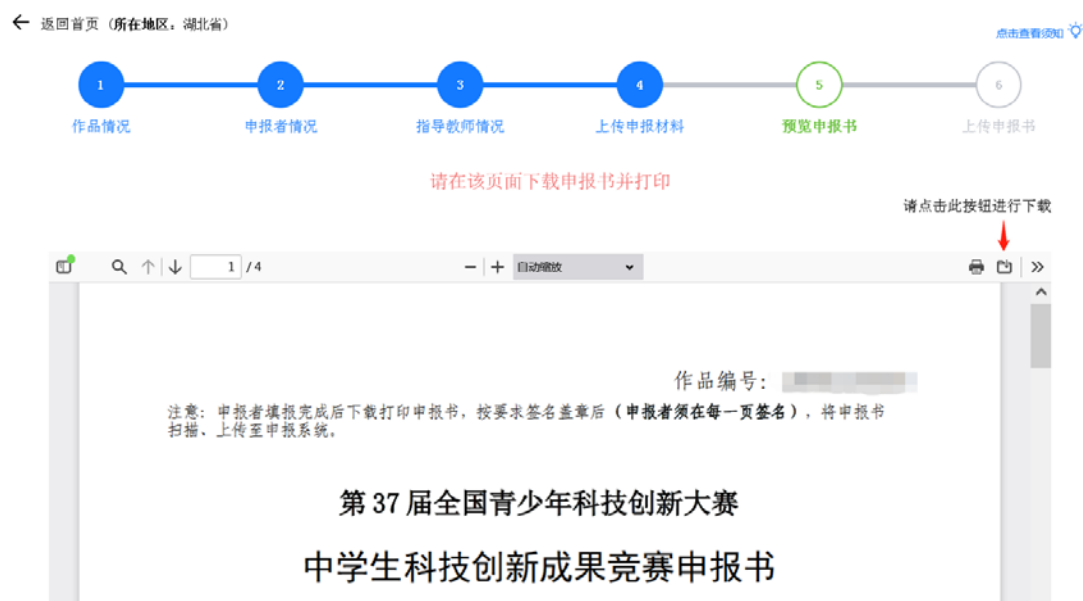 返回首页（所在地区：湖北省）
点击查看须知
1 2 3 4 5 6
作品情况 申报者情况 指导教师情况 上传申报材料 预览申报书 上传申报书
请在该页面下载申报书并打印
请点击此按钮进行下载
1 /4 自动缩放
作品编号：
注意：申报者填报完成后下载打印申报书，按要求签名盖章后（申报者须在每一页签名），将申报书
扫描、上传至申报系统。
第 37 届全国青少年科技创新大赛
中学生科技创新成果竞赛申报书